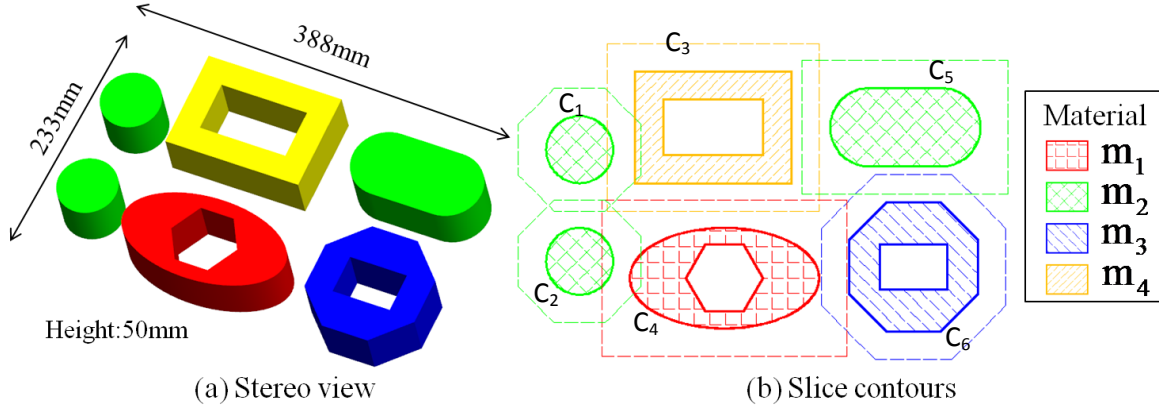 388mm
233mm
Height:50mm
(a) Stereo view
C₁
C₂
C₃
C₄
C₅
C₆
(b) Slice contours
Material
m₁
m₂
m₃
m₄